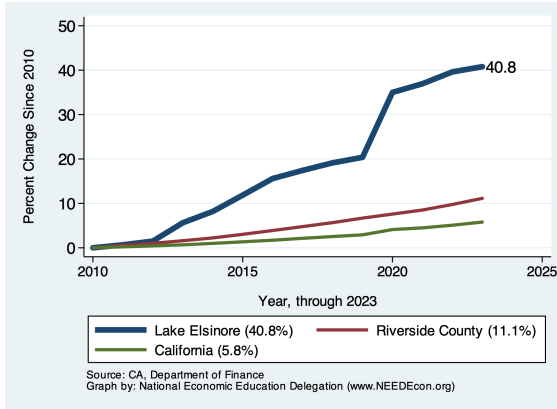 50
40
30
20
10
0
Percent Change Since 2010
40.8
2010
2015
2020
2025
Year, through 2023
Lake Elsinore (40.8%)
Riverside County (11.1%)
California (5.8%)
Source: CA, Department of Finance
Graph by: National Economic Education Delegation (www.NEEDEcon.org)